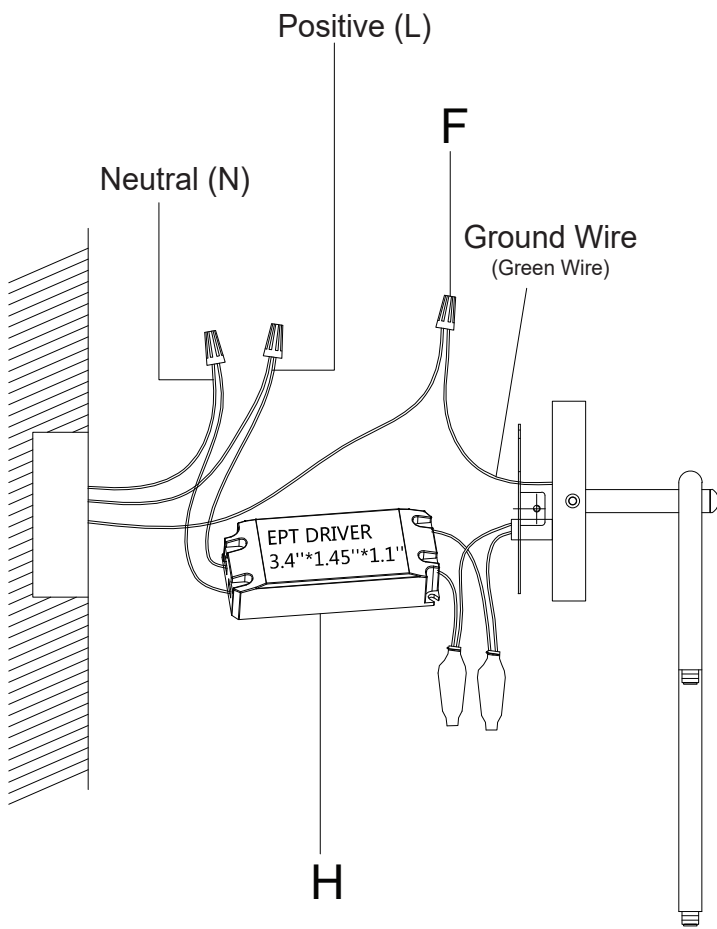 Positive (L)
F
Neutral (N)
Ground Wire
(Green Wire)
EPT DRIVER
3.4''*1.45''*1.1''
H